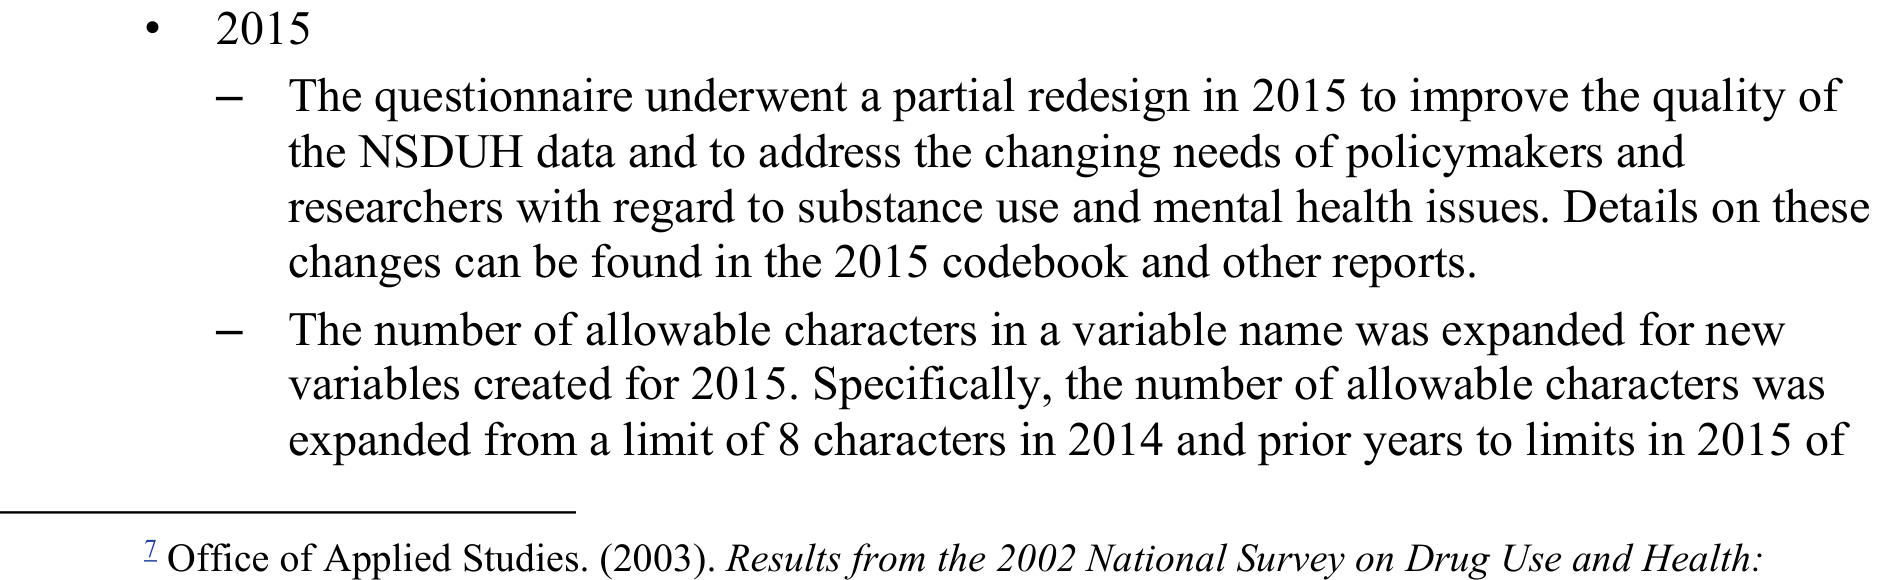 • 2015
– The questionnaire underwent a partial redesign in 2015 to improve the quality of
the NSDUH data and to address the changing needs of policymakers and
researchers with regard to substance use and mental health issues. Details on these
changes can be found in the 2015 codebook and other reports.
– The number of allowable characters in a variable name was expanded for new
variables created for 2015. Specifically, the number of allowable characters was
expanded from a limit of 8 characters in 2014 and prior years to limits in 2015 of
7 Office of Applied Studies. (2003). Results from the 2002 National Survey on Drug Use and Health: